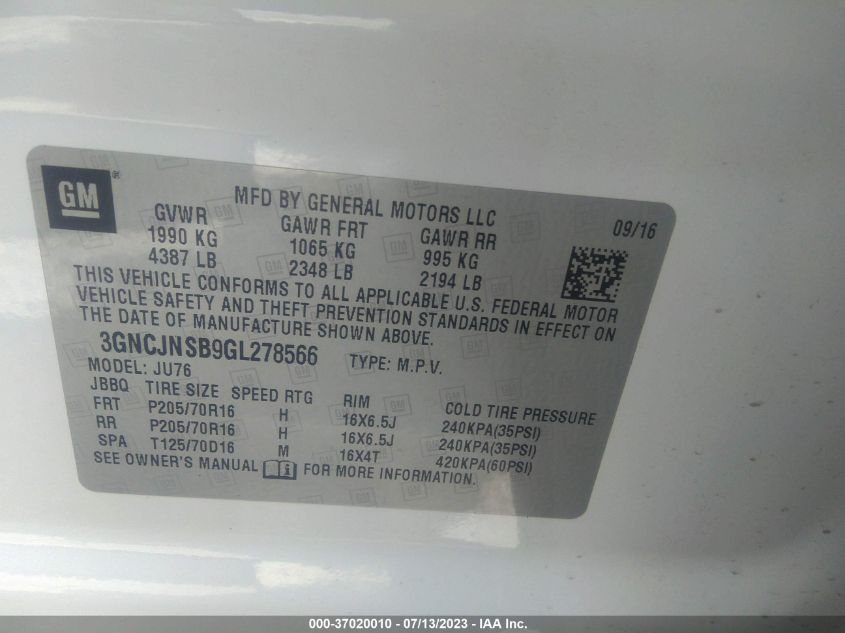 GM ®
MFD BY GENERAL MOTORS LLC
09/16
GVWR GAWR FRT GAWR RR
1990 KG 1065 KG 995 KG
4387 LB 2348 LB 2194 LB
THIS VEHICLE CONFORMS TO ALL APPLICABLE U.S. FEDERAL MOTOR
VEHICLE SAFETY AND THEFT PREVENTION STANDARDS IN EFFECT ON
THE DATE OF MANUFACTURE SHOWN ABOVE.
3GNCJNSB9GL278566 TYPE: M.P.V.
MODEL: JU76
JBBQ TIRE SIZE SPEED RTG RIM COLD TIRE PRESSURE
FRT P205/70R16 H 16X6.5J 240KPA(35PSI)
RR P205/70R16 H 16X6.5J 240KPA(35PSI)
SPA T125/70D16 M 16X4T 420KPA(60PSI)
SEE OWNER'S MANUAL FOR MORE INFORMATION.
000-37020010 - 07/13/2023 - © IAA Inc.